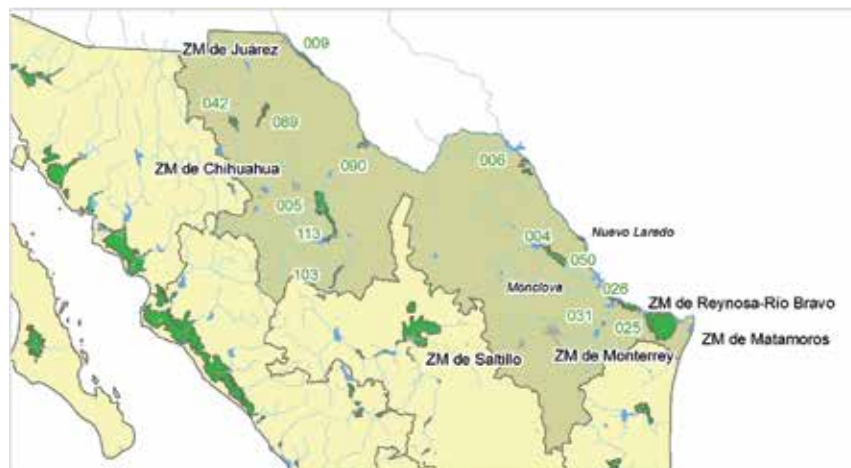 009
ZM de Juárez
042
089
090
006
ZM de Chihuahua
005
Nuevo Laredo
113
004
050
103
Monclova
026
ZM de Reynosa-Río Bravo
031
025
ZM de Matamoros
ZM de Saltillo
ZM de Monterrey